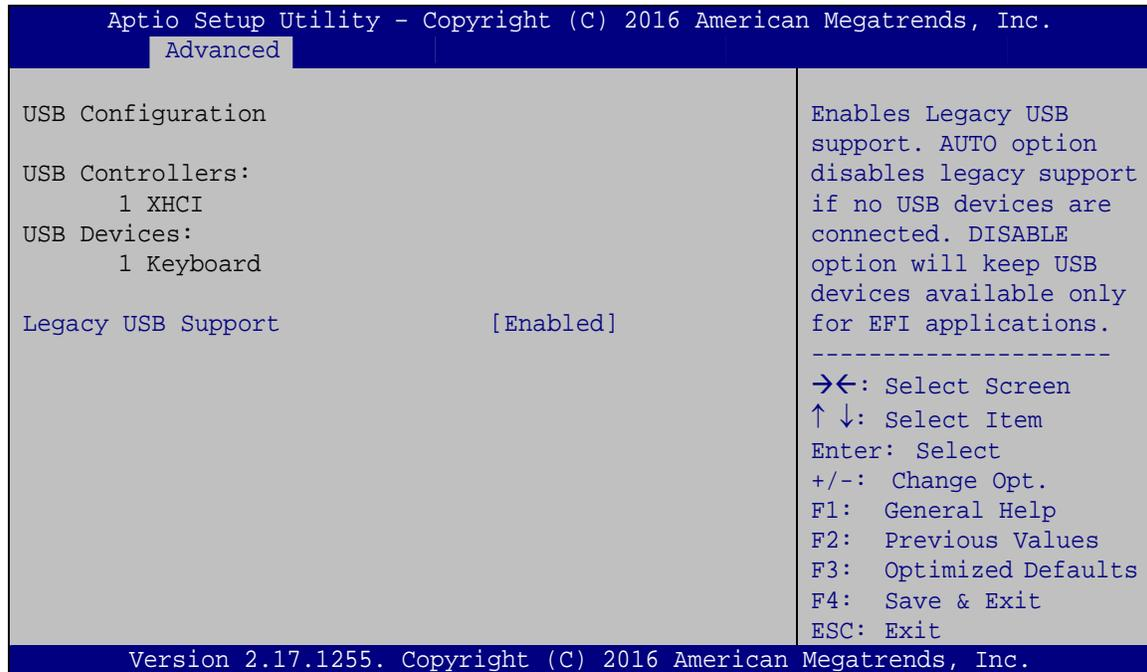 Aptio Setup Utility – Copyright (C) 2016 American Megatrends, Inc.
Advanced
USB Configuration
USB Controllers:
1 XHCI
USB Devices:
1 Keyboard
Legacy USB Support [Enabled]
Enables Legacy USB
support. AUTO option
disables legacy support
if no USB devices are
connected. DISABLE
option will keep USB
devices available only
for EFI applications.
---------------------
→←: Select Screen
↑ ↓: Select Item
Enter: Select
+/-: Change Opt.
F1: General Help
F2: Previous Values
F3: Optimized Defaults
F4: Save & Exit
ESC: Exit
Version 2.17.1255. Copyright (C) 2016 American Megatrends, Inc.